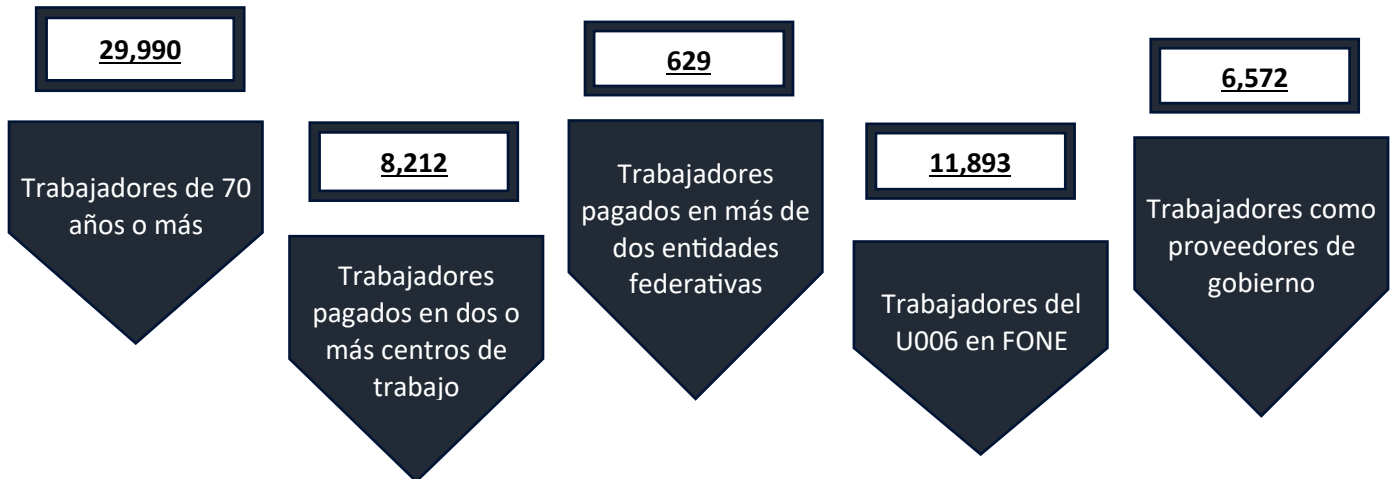 29,990
Trabajadores de 70
años o más
8,212
Trabajadores
pagados en dos o
más centros de
trabajo
629
Trabajadores
pagados en más de
dos entidades
federativas
11,893
Trabajadores del
U006 en FONE
6,572
Trabajadores como
proveedores de
gobierno